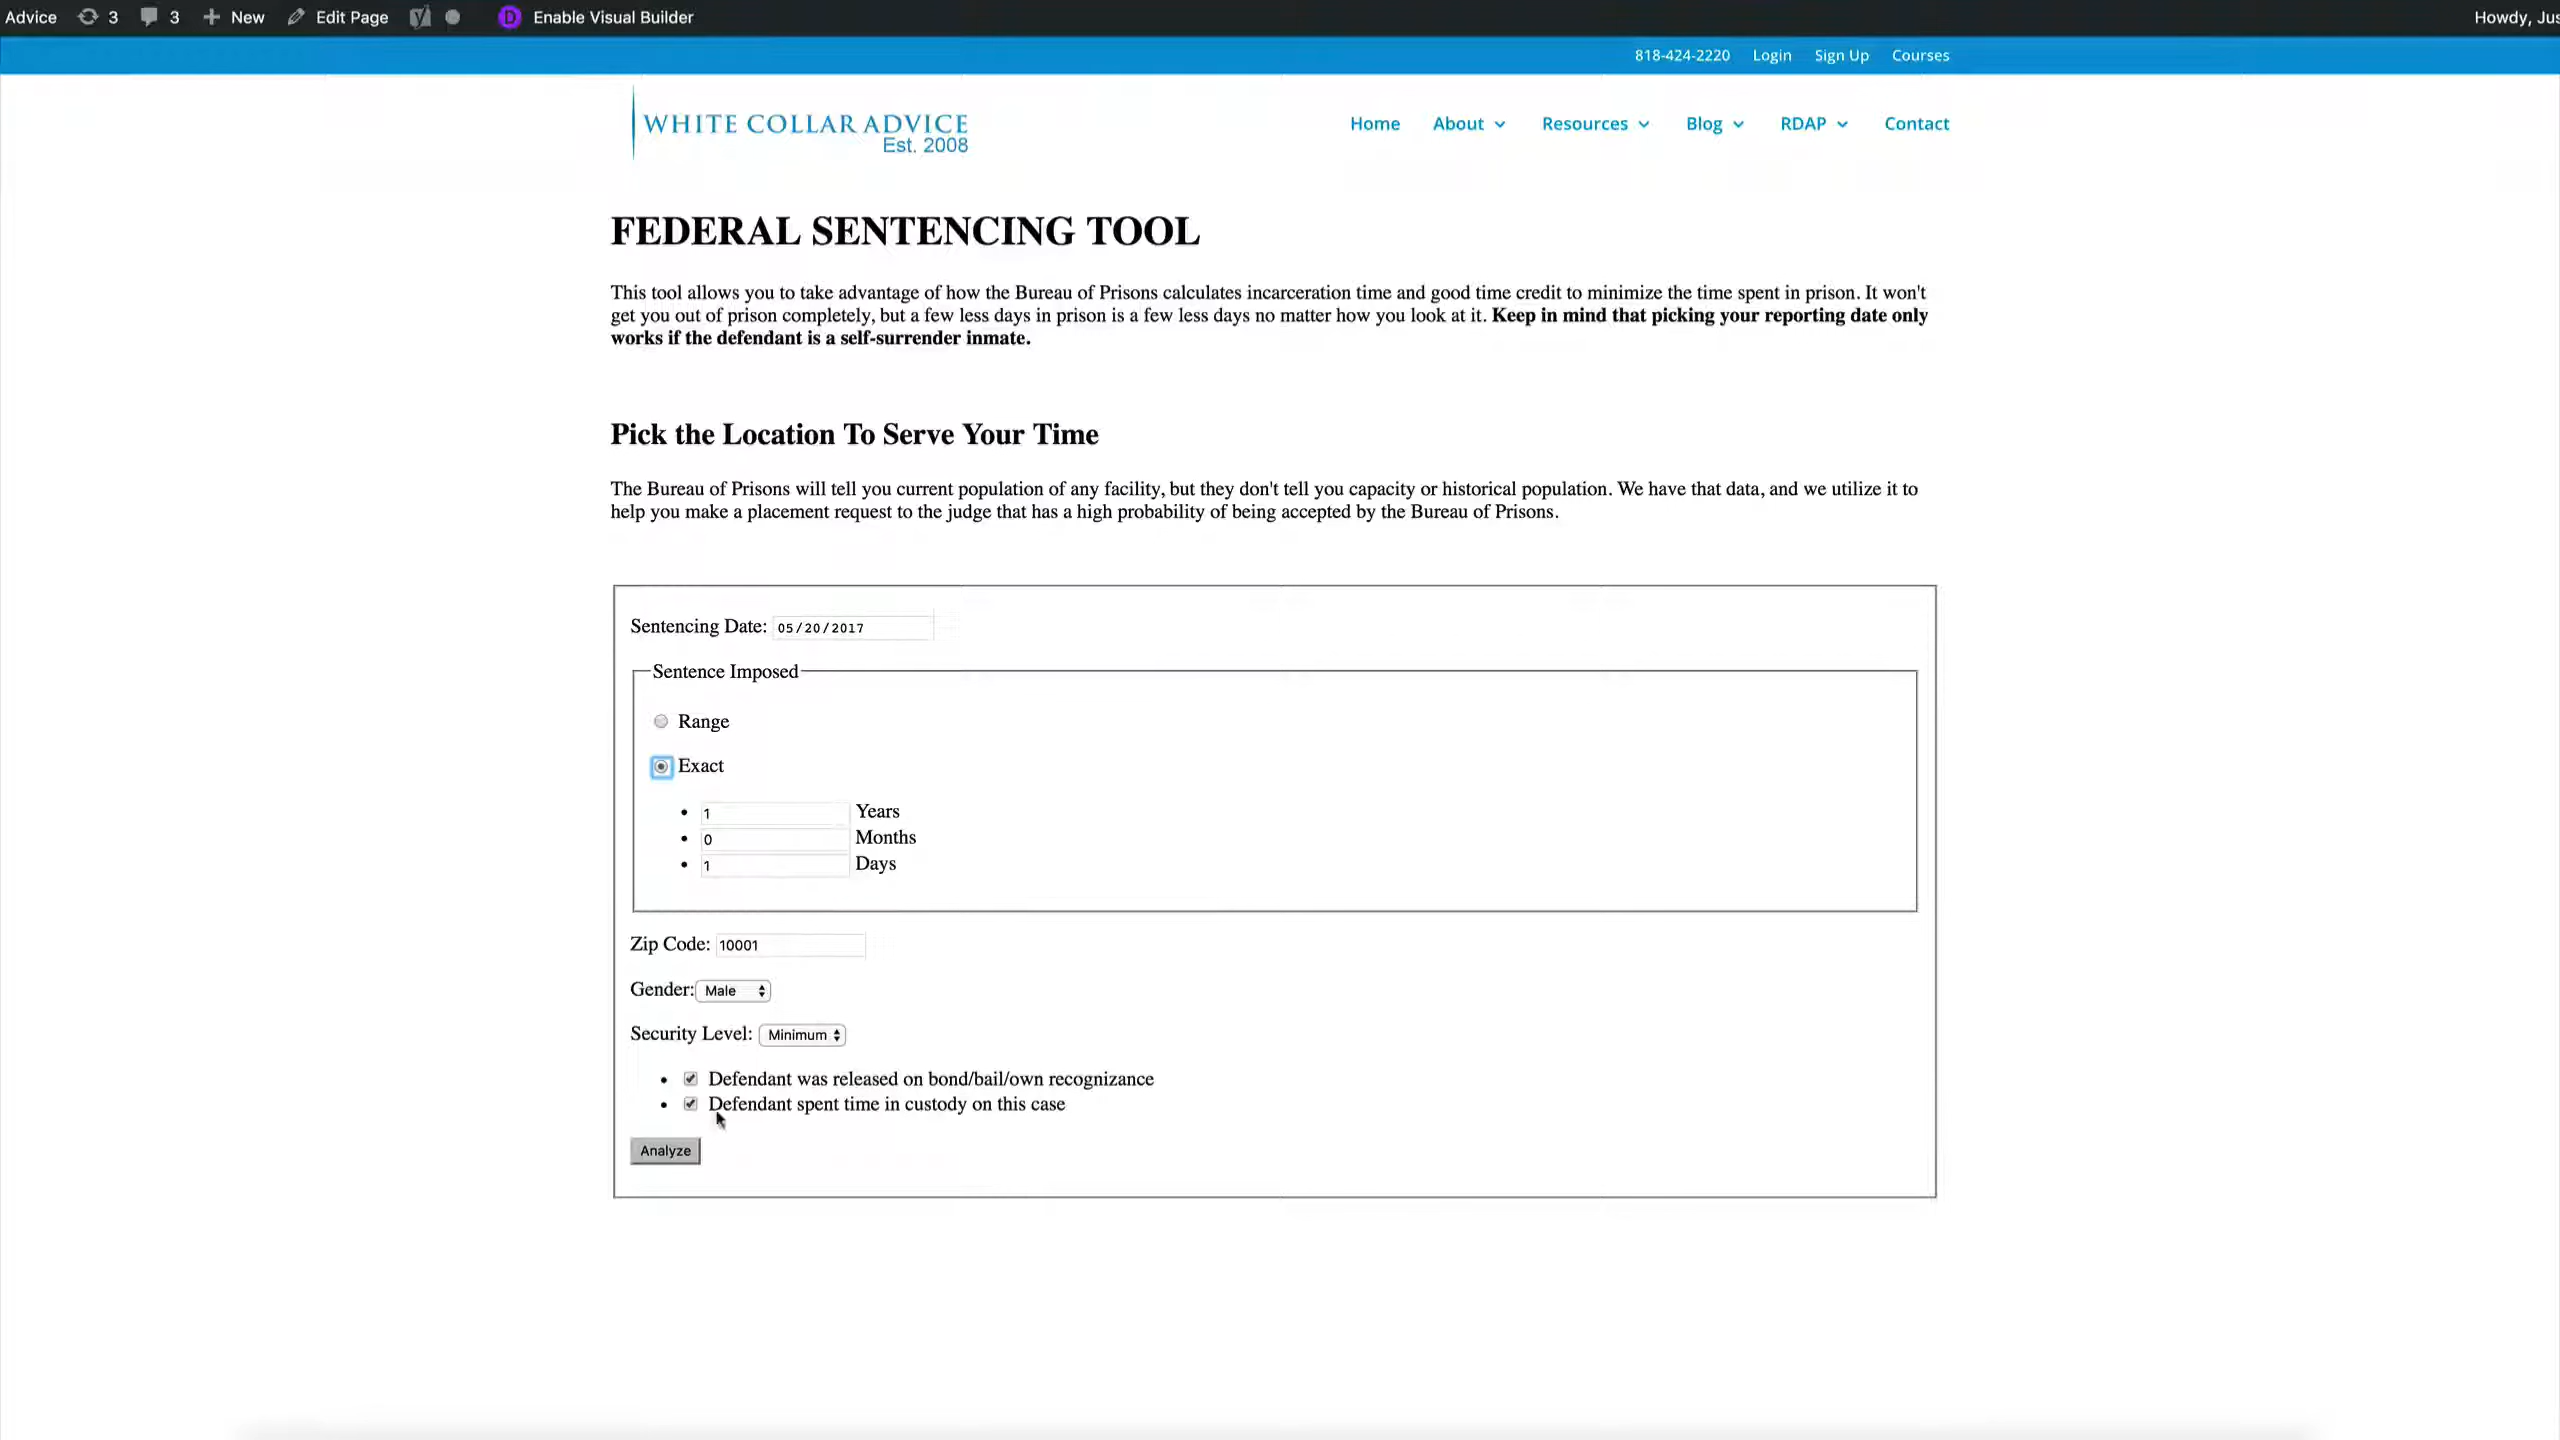 Advice 3 3 New Edit Page Enable Visual Builder Howdy, Jus
818-424-2220 Login Sign Up Courses
WHITE COLLAR ADVICE
Est. 2008
Home About Resources Blog RDAP Contact
FEDERAL SENTENCING TOOL
This tool allows you to take advantage of how the Bureau of Prisons calculates incarceration time and good time credit to minimize the time spent in prison. It won't
get you out of prison completely, but a few less days in prison is a few less days no matter how you look at it. Keep in mind that picking your reporting date only
works if the defendant is a self-surrender inmate.
Pick the Location To Serve Your Time
The Bureau of Prisons will tell you current population of any facility, but they don't tell you capacity or historical population. We have that data, and we utilize it to
help you make a placement request to the judge that has a high probability of being accepted by the Bureau of Prisons.
Sentencing Date: 05/20/2017
Sentence Imposed
Range
Exact
1 Years
0 Months
1 Days
Zip Code: 10001
Gender: Male
Security Level: Minimum
Defendant was released on bond/bail/own recognizance
Defendant spent time in custody on this case
Analyze